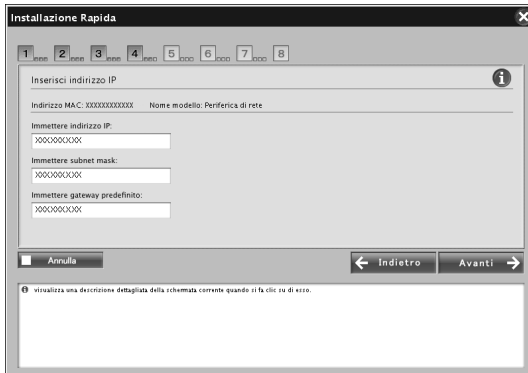 Installazione Rapida
1 2 3 4 5 6 7 8
Inserisci indirizzo IP
Indirizzo MAC: XXXXXXXXXXXX Nome modello: Periferica di rete
Immettere indirizzo IP:
XXXXXXXXX
Immettere subnet mask:
XXXXXXXXX
Immettere gateway predefinito:
XXXXXXXXX
Annulla
Indietro
Avanti
visualizza una descrizione dettagliata della schermata corrente quando si fa clic su di esso.